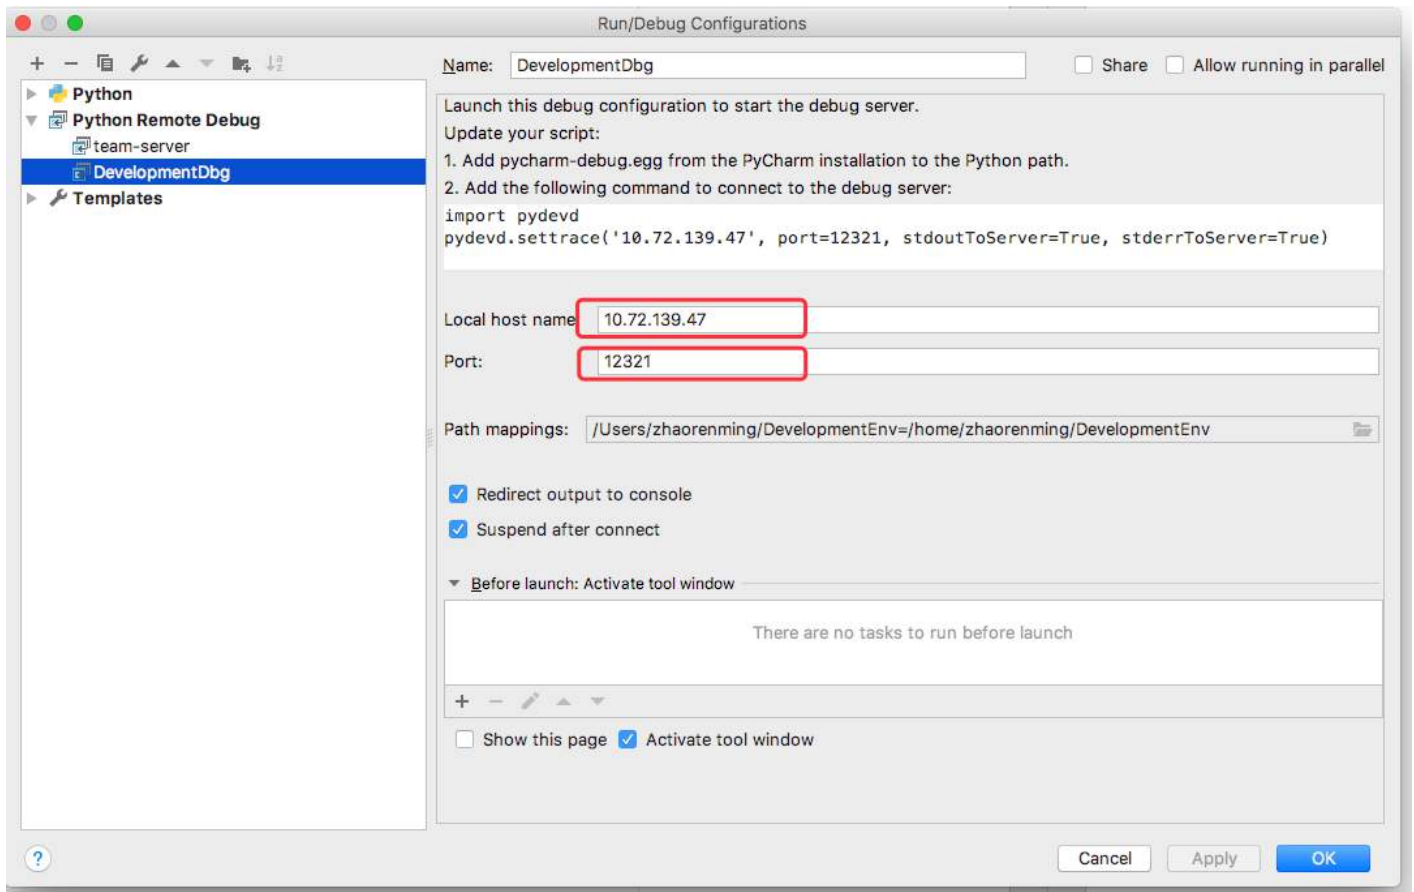 Run/Debug Configurations
Name: DevelopmentDbg Share Allow running in parallel
Python
Python Remote Debug
team-server
DevelopmentDbg
Templates
Launch this debug configuration to start the debug server.
Update your script:
1. Add pycharm-debug.egg from the PyCharm installation to the Python path.
2. Add the following command to connect to the debug server:
import pydevd
pydevd.settrace('10.72.139.47', port=12321, stdoutToServer=True, stderrToServer=True)
Local host name 10.72.139.47
Port: 12321
Path mappings: /Users/zhaorenming/DevelopmentEnv=/home/zhaorenming/DevelopmentEnv
Redirect output to console
Suspend after connect
Before launch: Activate tool window
There are no tasks to run before launch
Show this page Activate tool window
? Cancel Apply OK